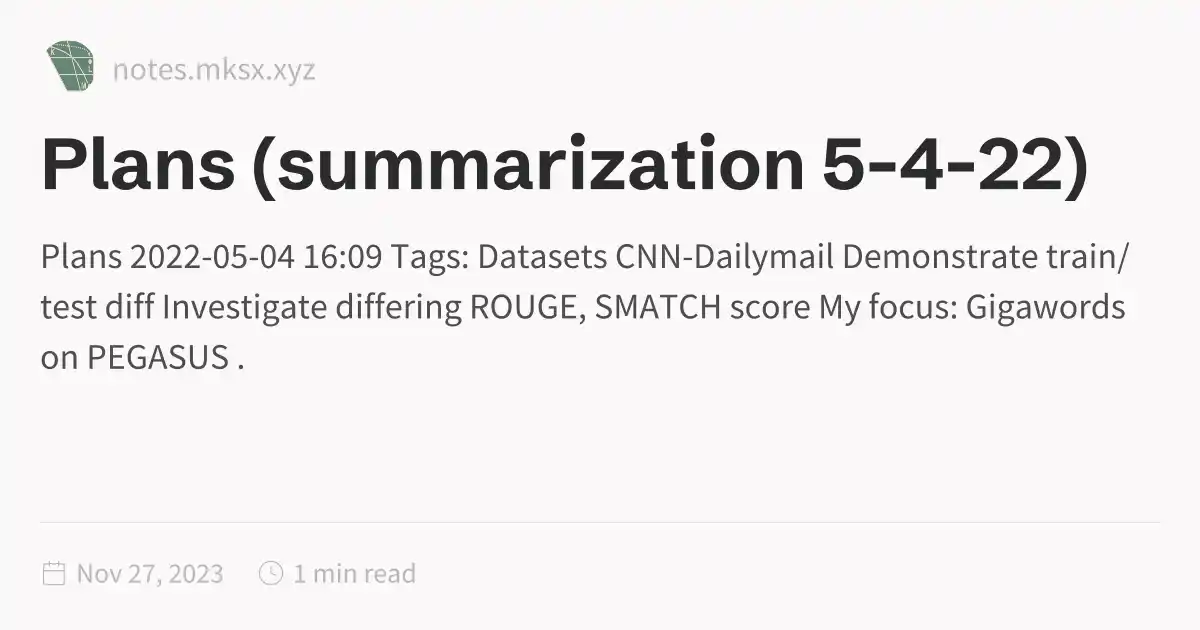 notes.mksx.xyz
Plans (summarization 5-4-22)
Plans 2022-05-04 16:09 Tags: Datasets CNN-Dailymail Demonstrate train/
test diff Investigate differing ROUGE, SMATCH score My focus: Gigawords
on PEGASUS .
Nov 27, 2023
1 min read